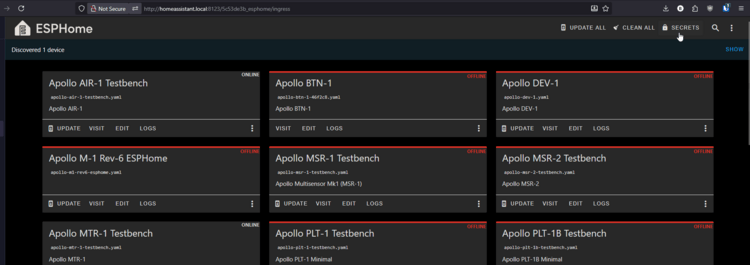 Not Secure
http://homeassistant.local:8123/5c53de3b_esphome/ingress
ESPHome
UPDATE ALL
CLEAN ALL
SECRETS
Discovered 1 device
SHOW
ONLINE
Apollo AIR-1 Testbench
apollo-air-1-testbench.yaml
Apollo AIR-1
UPDATE VISIT EDIT LOGS
OFFLINE
Apollo BTN-1
Apollo BTN-1
VISIT EDIT LOGS
OFFLINE
Apollo DEV-1
apollo-dev-1.yaml
Apollo DEV-1
UPDATE VISIT EDIT LOGS
OFFLINE
Apollo M-1 Rev-6 ESPHome
apollo-m1-rev6-esphome.yaml
UPDATE VISIT EDIT LOGS
OFFLINE
Apollo MSR-1 Testbench
apollo-msr-1-testbench.yaml
Apollo Multisensor Mk1 (MSR-1)
UPDATE VISIT EDIT LOGS
OFFLINE
Apollo MSR-2 Testbench
apollo-msr-2-testbench.yaml
Apollo MSR-2
UPDATE VISIT EDIT LOGS
ONLINE
Apollo MTR-1 Testbench
apollo-mtr-1-testbench.yaml
Apollo MTR-1
OFFLINE
Apollo PLT-1 Testbench
apollo-plt-1-testbench.yaml
Apollo PLT-1 Minimal
OFFLINE
Apollo PLT-1B Testbench
apollo-plt-1b-testbench.yaml
Apollo PLT-1B Minimal